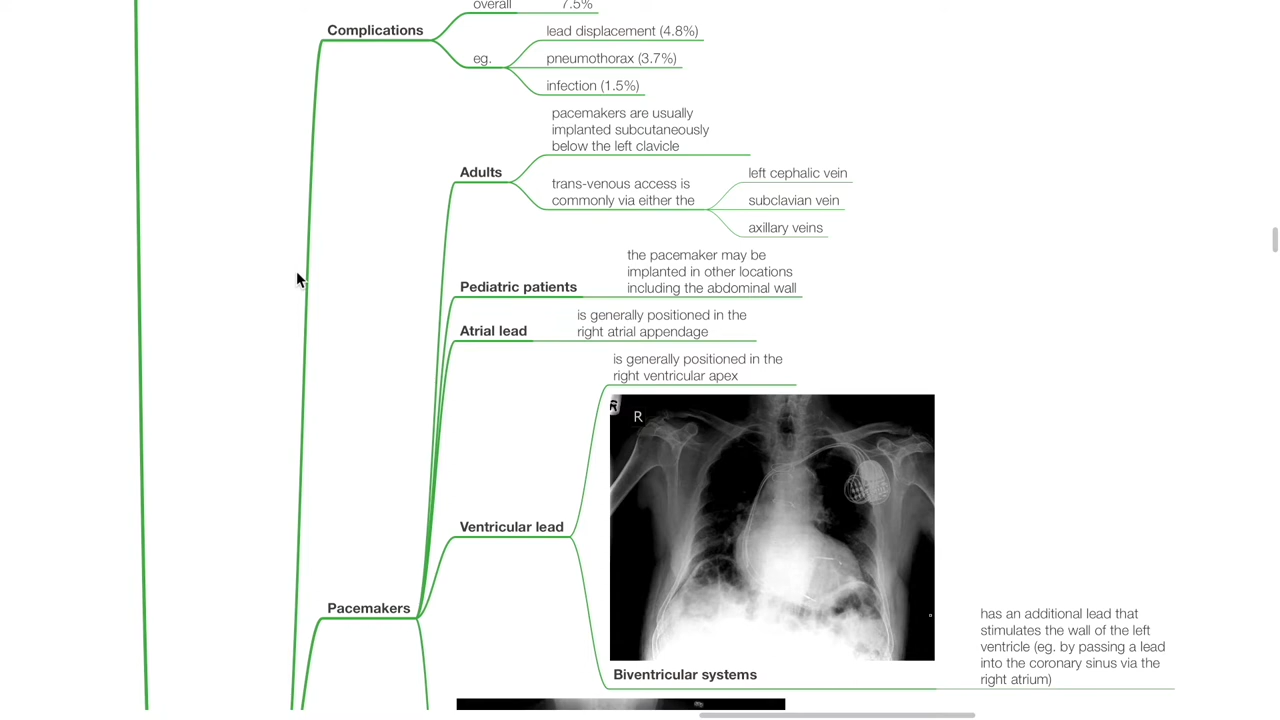 overall
7.5%
Complications
lead displacement (4.8%)
eg.
pneumothorax (3.7%)
infection (1.5%)
pacemakers are usually
implanted subcutaneously
below the left clavicle
Adults
trans-venous access is
commonly via either the
left cephalic vein
subclavian vein
axillary veins
the pacemaker may be
implanted in other locations
including the abdominal wall
Pediatric patients
is generally positioned in the
right atrial appendage
Atrial lead
is generally positioned in the
right ventricular apex
R
R
Ventricular lead
Pacemakers
Biventricular systems
has an additional lead that
stimulates the wall of the left
ventricle (eg. by passing a lead
into the coronary sinus via the
right atrium)